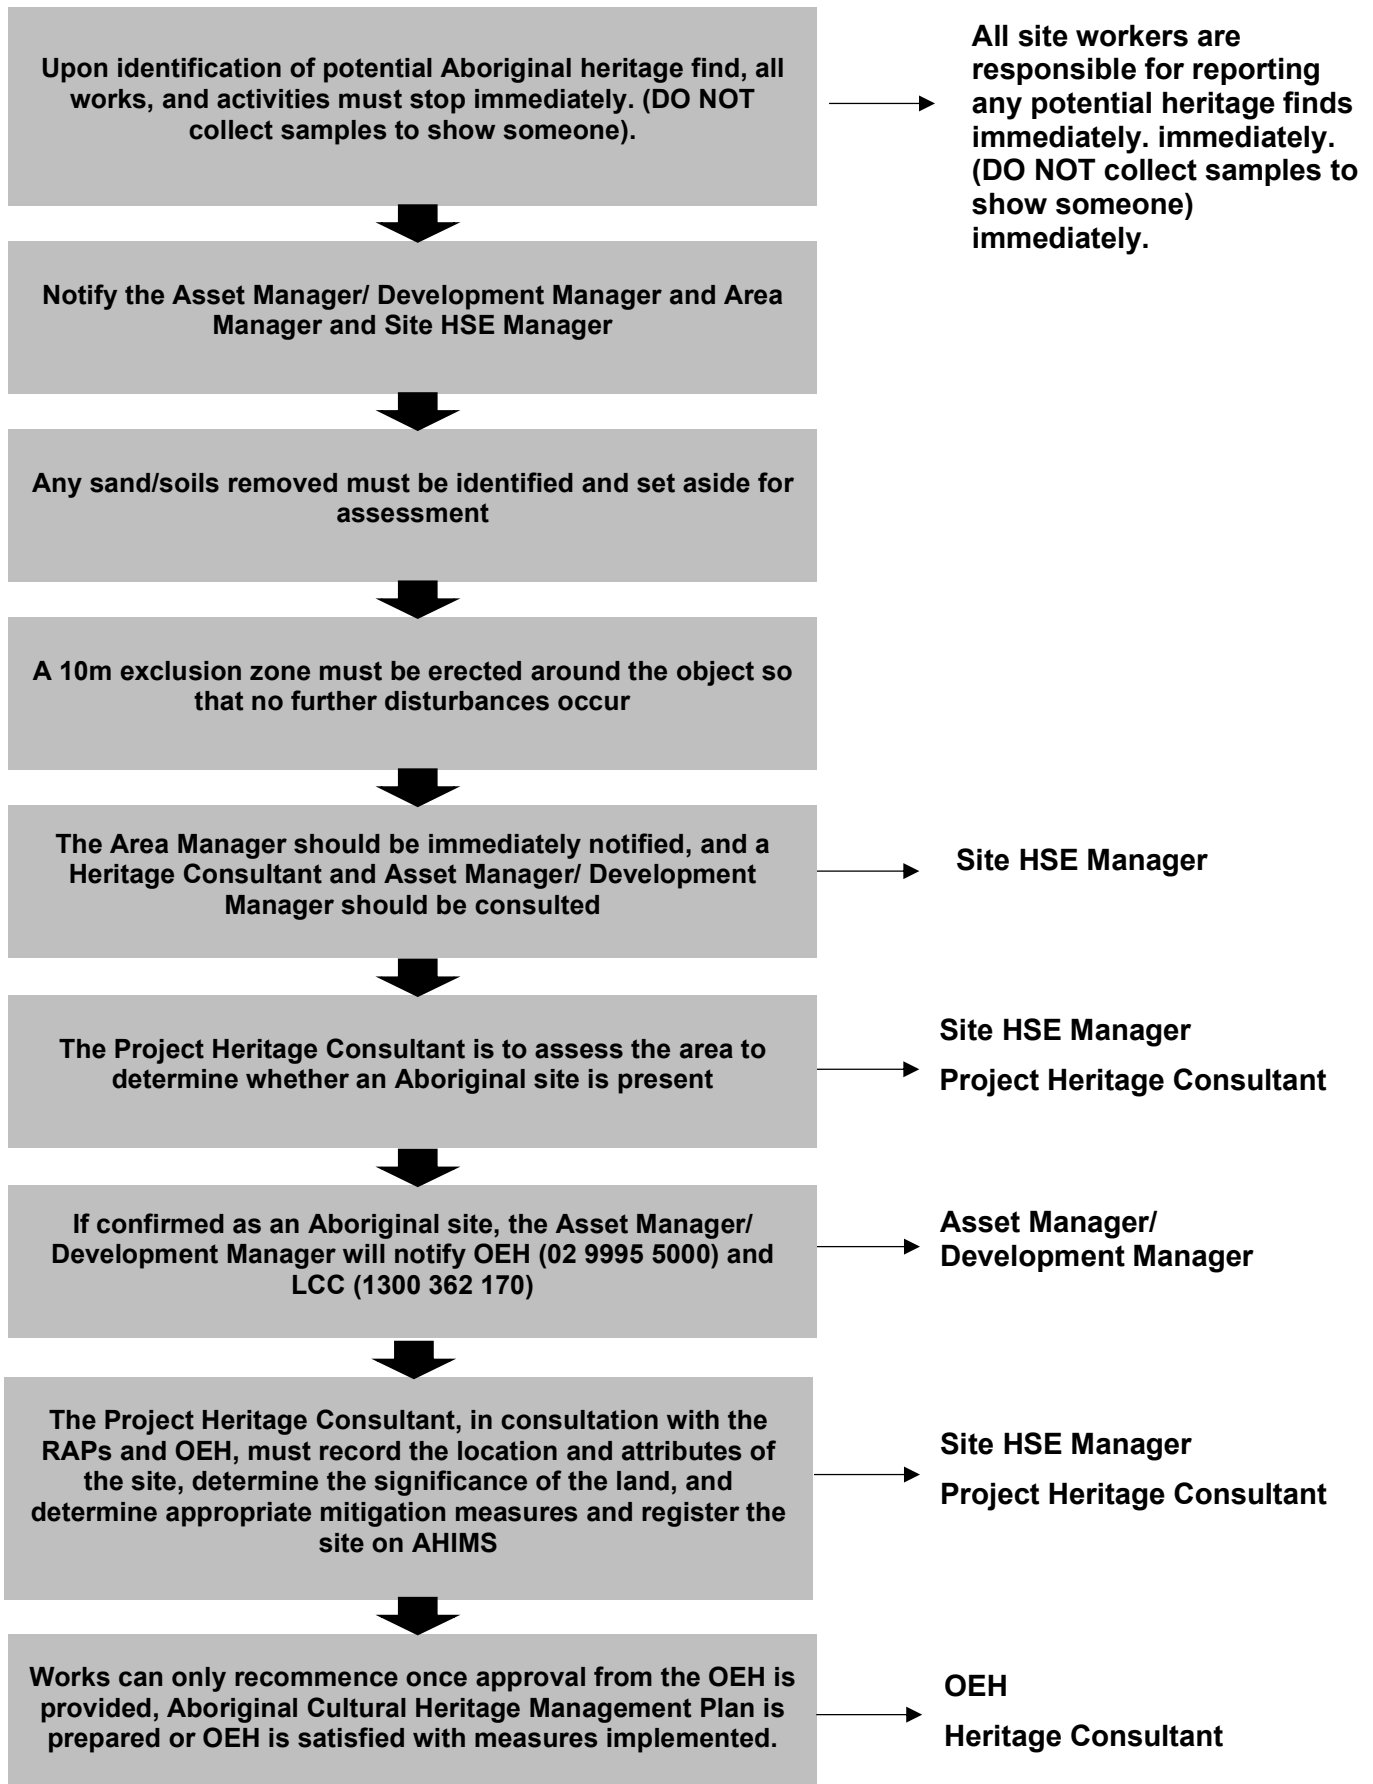 Upon identification of potential Aboriginal heritage find, all
works, and activities must stop immediately. (DO NOT
collect samples to show someone).
All site workers are
responsible for reporting
any potential heritage finds
immediately. immediately.
(DO NOT collect samples to
show someone)
immediately.
Notify the Asset Manager/ Development Manager and Area
Manager and Site HSE Manager
Any sand/soils removed must be identified and set aside for
assessment
A 10m exclusion zone must be erected around the object so
that no further disturbances occur
The Area Manager should be immediately notified, and a
Heritage Consultant and Asset Manager/ Development
Manager should be consulted
Site HSE Manager
The Project Heritage Consultant is to assess the area to
determine whether an Aboriginal site is present
Site HSE Manager
Project Heritage Consultant
If confirmed as an Aboriginal site, the Asset Manager/
Development Manager will notify OEH (02 9995 5000) and
LCC (1300 362 170)
Asset Manager/
Development Manager
The Project Heritage Consultant, in consultation with the
RAPs and OEH, must record the location and attributes of
the site, determine the significance of the land, and
determine appropriate mitigation measures and register the
site on AHIMS
Site HSE Manager
Project Heritage Consultant
Works can only recommence once approval from the OEH is
provided, Aboriginal Cultural Heritage Management Plan is
prepared or OEH is satisfied with measures implemented.
OEH
Heritage Consultant